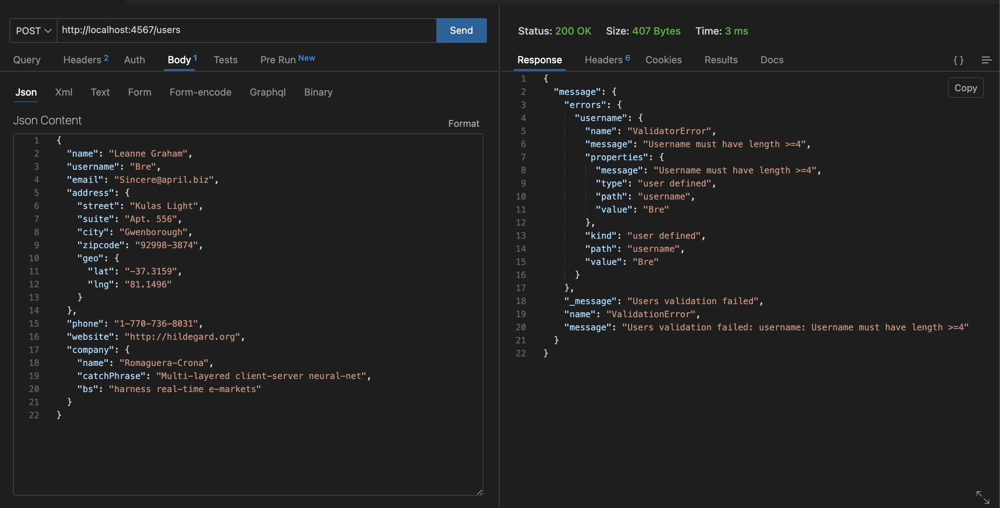 POST http://localhost:4567/users Send
Query Headers 2 Auth Body 1 Tests Pre Run New
Json Xml Text Form Form-encode Graphql Binary
Json Content
Format
1 {
2 "name": "Leanne Graham",
3 "username": "Bre",
4 "email": "Sincere@april.biz",
5 "address": {
6 "street": "Kulas Light",
7 "suite": "Apt. 556",
8 "city": "Gwenborough",
9 "zipcode": "92998-3874",
10 "geo": {
11 "lat": "-37.3159",
12 "lng": "81.1496"
13 }
14 },
15 "phone": "1-770-736-8031",
16 "website": "http://hildegard.org",
17 "company": {
18 "name": "Romaguera-Crona",
19 "catchPhrase": "Multi-layered client-server neural-net",
20 "bs": "harness real-time e-markets"
21 }
22 }
Status: 200 OK Size: 407 Bytes Time: 3 ms
Response Headers 6 Cookies Results Docs { }
Copy
1 {
2 "message": {
3 "errors": {
4 "username": {
5 "name": "ValidatorError",
6 "message": "Username must have length >=4",
7 "properties": {
8 "message": "Username must have length >=4",
9 "type": "user defined",
10 "path": "username",
11 "value": "Bre"
12 },
13 "kind": "user defined",
14 "path": "username",
15 "value": "Bre"
16 }
17 },
18 "_message": "Users validation failed",
19 "name": "ValidationError",
20 "message": "Users validation failed: username: Username must have length >=4"
21 }
22 }